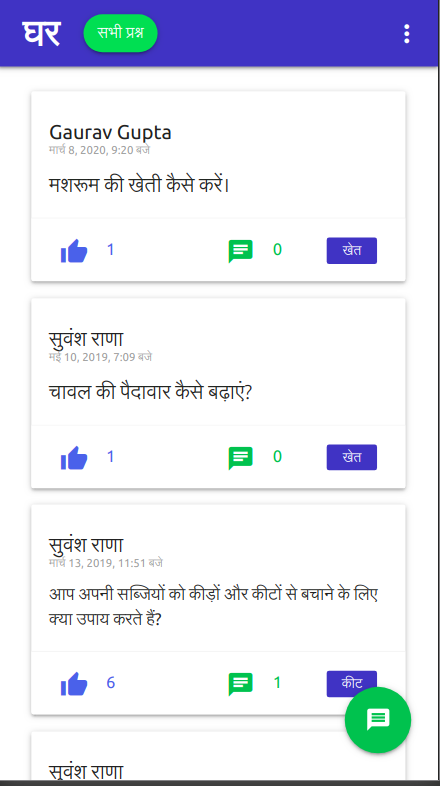 घर
सभी प्रश्न
Gaurav Gupta
मार्च 8, 2020, 9:20 बजे
मशरूम की खेती कैसे करें।
1
0
खेत
सुवंश राणा
मई 10, 2019, 7:09 बजे
चावल की पैदावार कैसे बढ़ाएं?
1
0
खेत
सुवंश राणा
मार्च 13, 2019, 11:51 बजे
आप अपनी सब्जियों को कीड़ों और कीटों से बचाने के लिए
क्या उपाय करते हैं?
6
1
कीट
सुवंश राणा